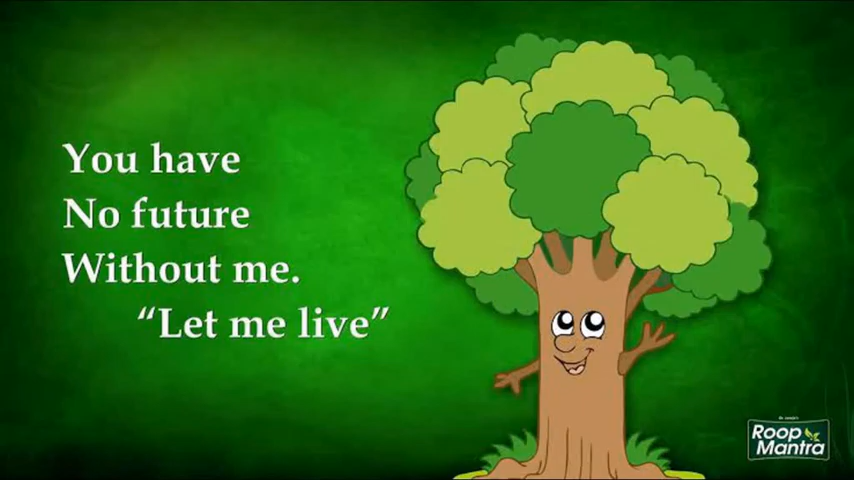 You have
No future
Without me.
“Let me live”
Roop
Mantra